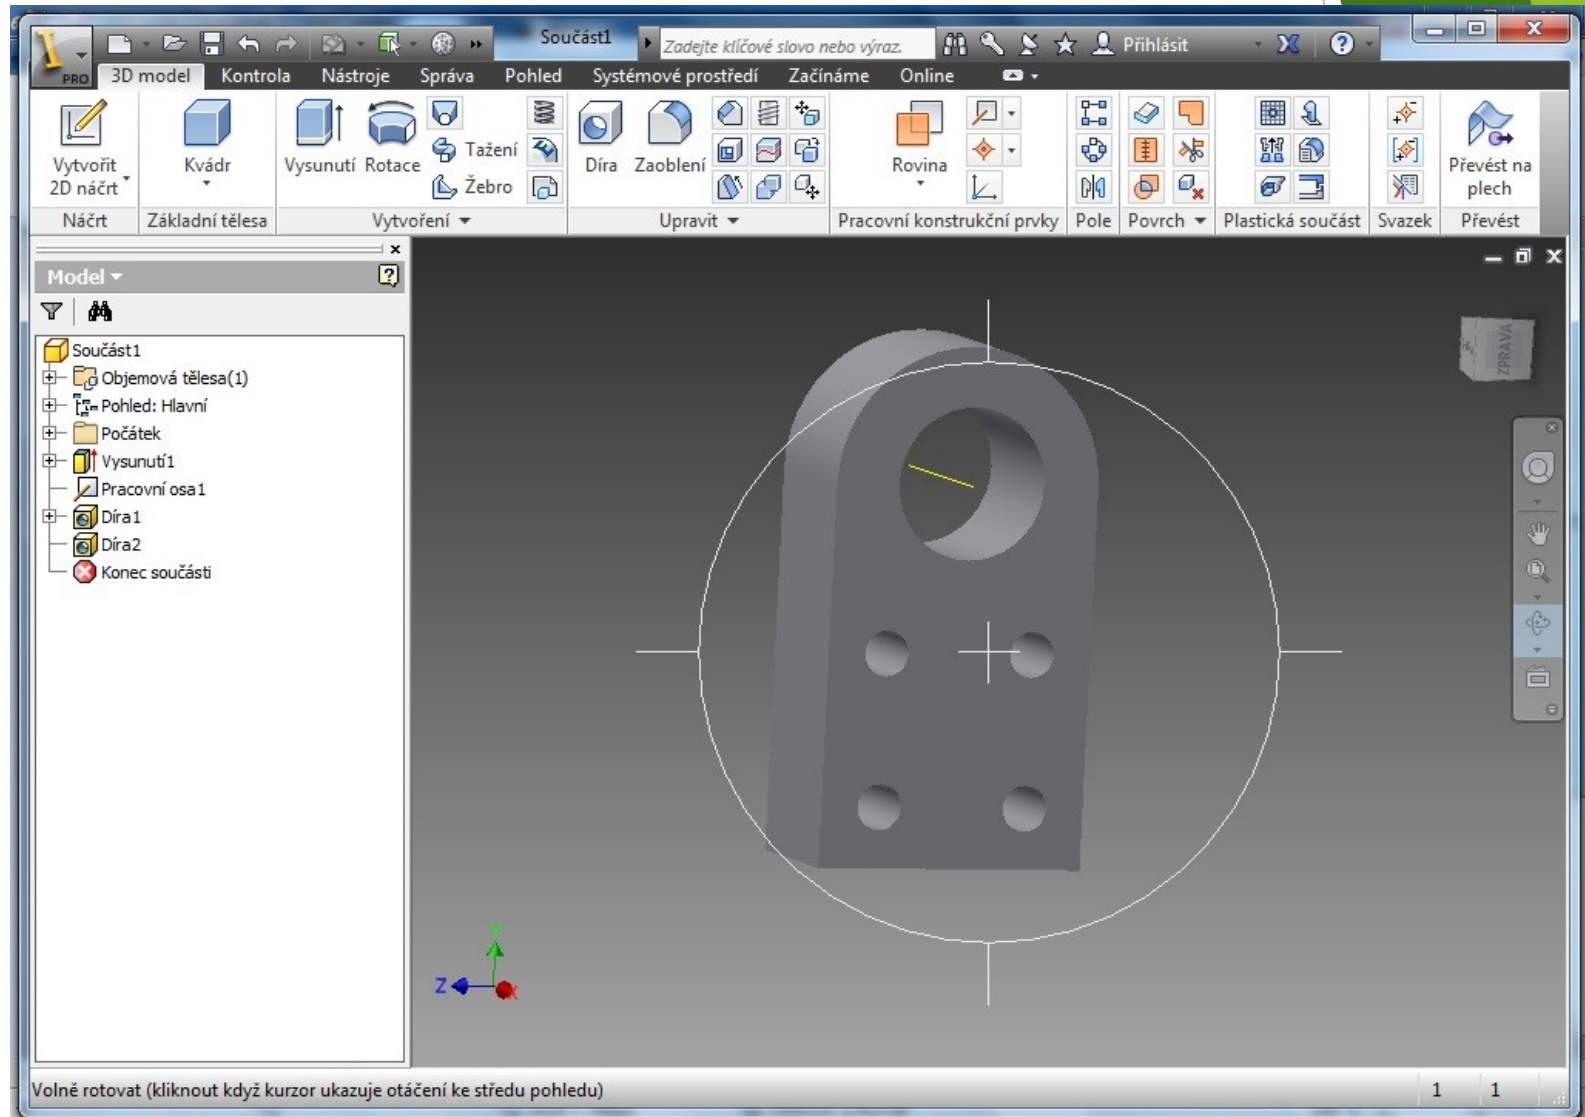 Součást1
Zadejte klíčové slovo nebo výraz.
Přihlásit
PRO
3D model Kontrola Nástroje Správa Pohled Systémové prostředí Začínáme Online
Vytvořit
2D náčrt
Kvádr
Vysunutí Rotace
Tažení
Žebro
Díra Zaoblení
Rovina
Převést na
plech
Náčrt Základní tělesa Vytvoření Upravit Pracovní konstrukční prvky Pole Povrch Plastická součást Svazek Převést
Model
Součást1
Objemová tělesa(1)
Pohled: Hlavní
Počátek
Vysunutí1
Pracovní osa1
Díra1
Díra2
Konec součásti
ZPRAVA
Y
Z
X
Volně rotovat (kliknout když kurzor ukazuje otáčení ke středu pohledu)
1 1